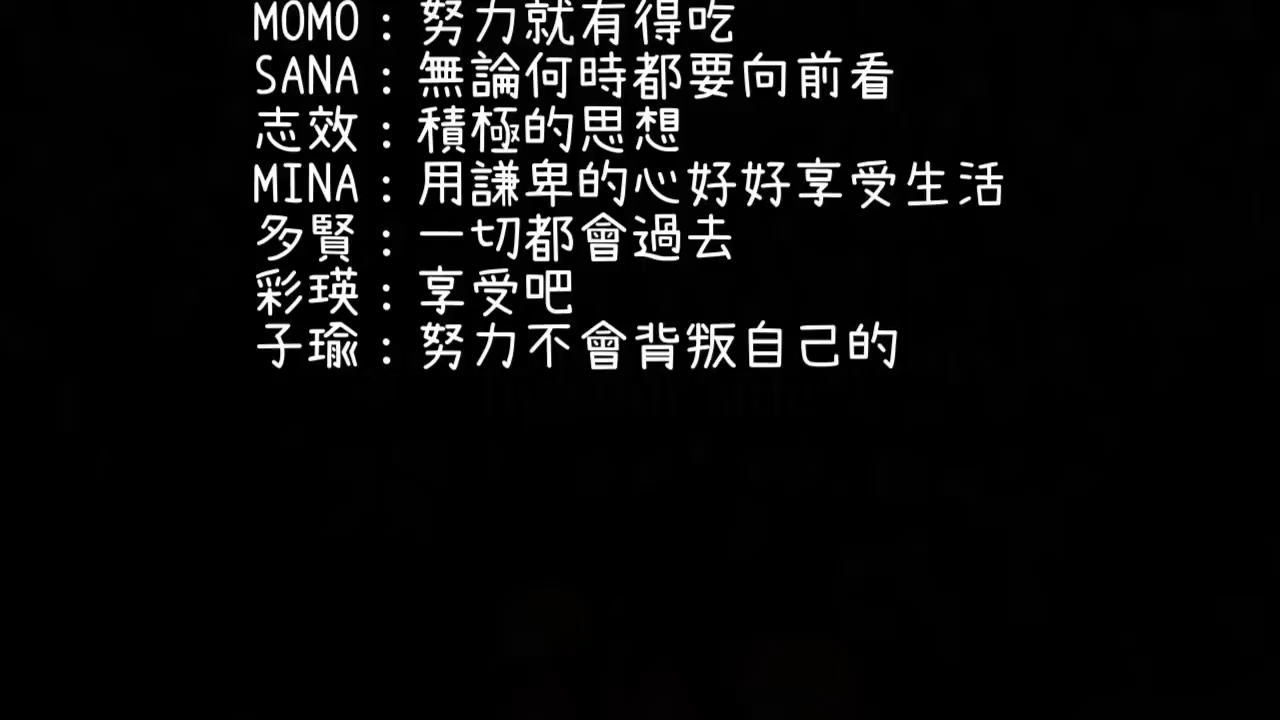 MOMO：努力就有得吃
SANA：無論何時都要向前看
志效：積極的思想
MINA：用謙卑的心好好享受生活
多賢：一切都會過去
彩瑛：享受吧
子瑜：努力不會背叛自己的